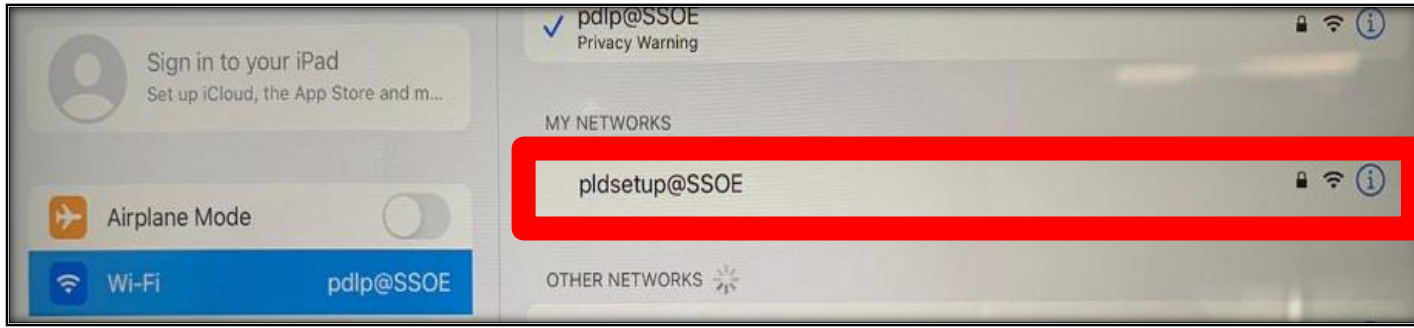 Sign in to your iPad
Set up iCloud, the App Store and m...
Airplane Mode
Wi-Fi pdlp@SSOE
pdlp@SSOE
Privacy Warning
MY NETWORKS
pldsetup@SSOE
OTHER NETWORKS